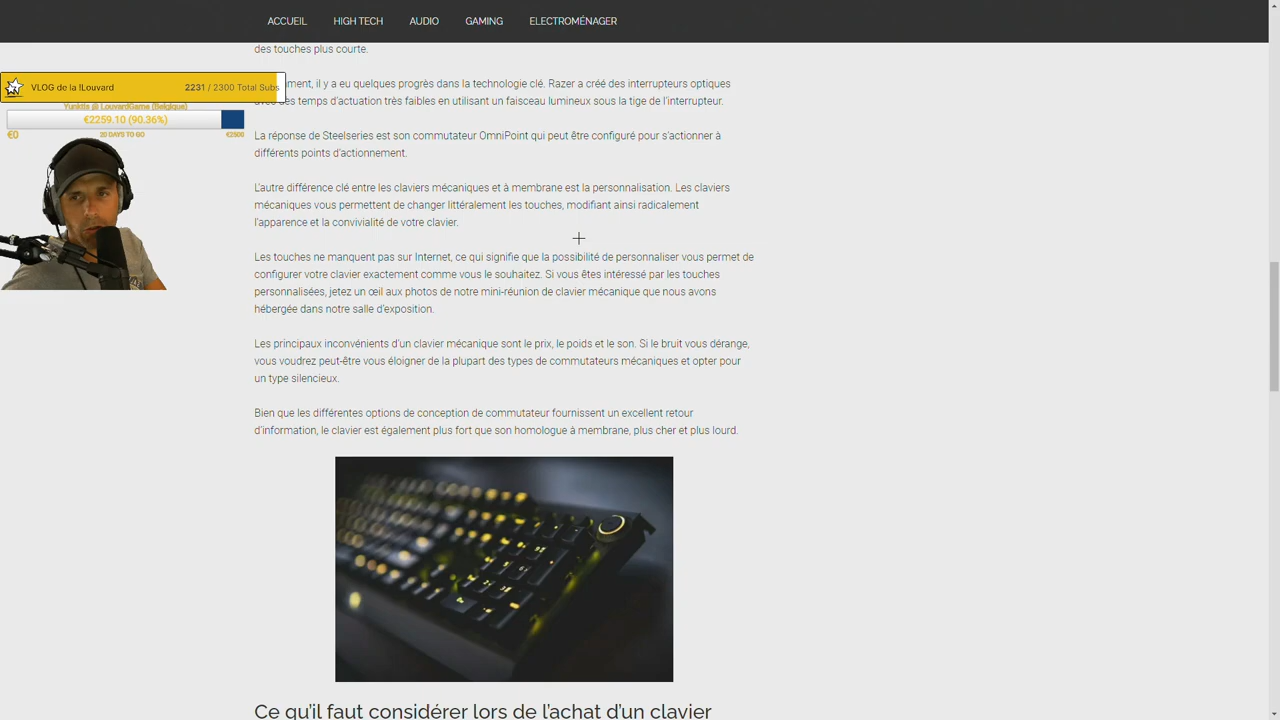 ACCUEIL HIGH TECH AUDIO GAMING ELECTROMÉNAGER
des touches plus courte.
VLOG de la !Louvard 2231 / 2300 Total Subs
Yunktis @ LouvardGame (Belgique)
€2259.10 (90.36%)
€0 20 DAYS TO GO €2500
il y a eu quelques progrès dans la technologie clé. Razer a créé des interrupteurs optiques
des temps d'actuation très faibles en utilisant un faisceau lumineux sous la tige de l'interrupteur.
La réponse de Steelseries est son commutateur OmniPoint qui peut être configuré pour s'actionner à
différents points d'actionnement.
L'autre différence clé entre les claviers mécaniques et à membrane est la personnalisation. Les claviers
mécaniques vous permettent de changer littéralement les touches, modifiant ainsi radicalement
l'apparence et la convivialité de votre clavier.
Les touches ne manquent pas sur Internet, ce qui signifie que la possibilité de personnaliser vous permet de
configurer votre clavier exactement comme vous le souhaitez. Si vous êtes intéressé par les touches
personnalisées, jetez un œil aux photos de notre mini-réunion de clavier mécanique que nous avons
hébergée dans notre salle d'exposition.
Les principaux inconvénients d'un clavier mécanique sont le prix, le poids et le son. Si le bruit vous dérange,
vous voudrez peut-être vous éloigner de la plupart des types de commutateurs mécaniques et opter pour
un type silencieux.
Bien que les différentes options de conception de commutateur fournissent un excellent retour
d'information, le clavier est également plus fort que son homologue à membrane, plus cher et plus lourd.
Ce qu'il faut considérer lors de l'achat d'un clavier